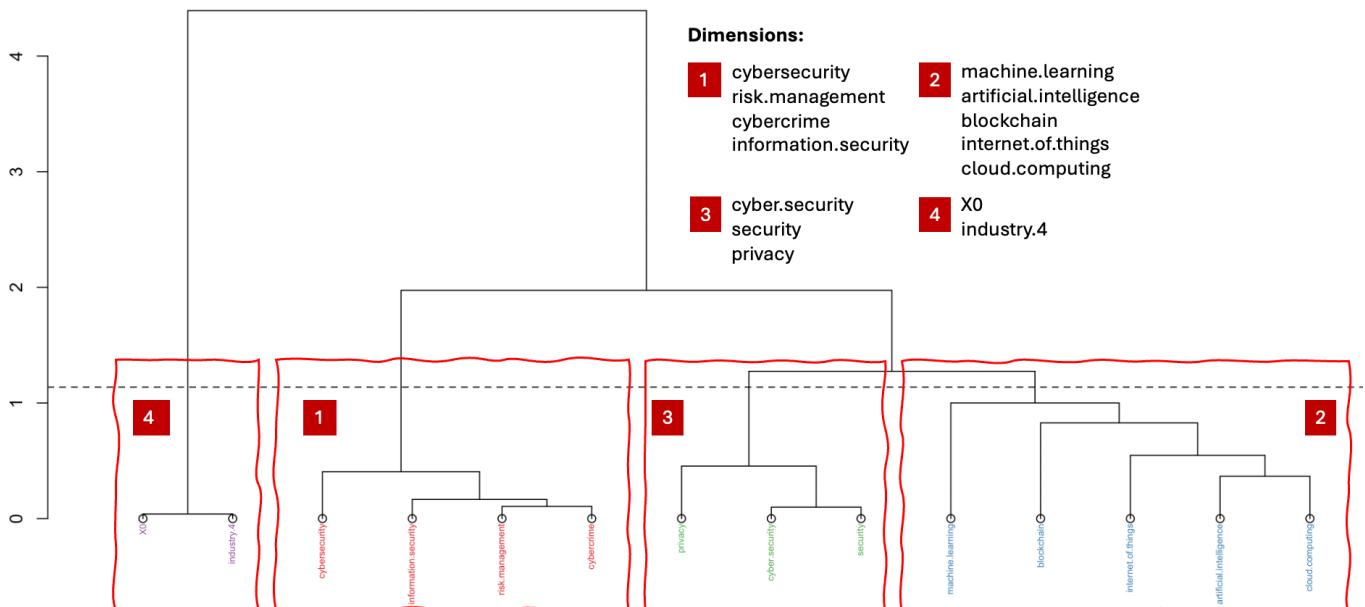 Dimensions:
1
cybersecurity
risk.management
cybercrime
information.security
2
machine.learning
artificial.intelligence
blockchain
internet.of.things
cloud.computing
3
cyber.security
security
privacy
4
X0
industry.4
4
3
2
1
0
4
1
3
2
X0
industry.4
cybersecurity
information.security
risk.management
cybercrime
privacy
cyber.security
security
machine.learning
blockchain
internet.of.things
artificial.intelligence
cloud.computing